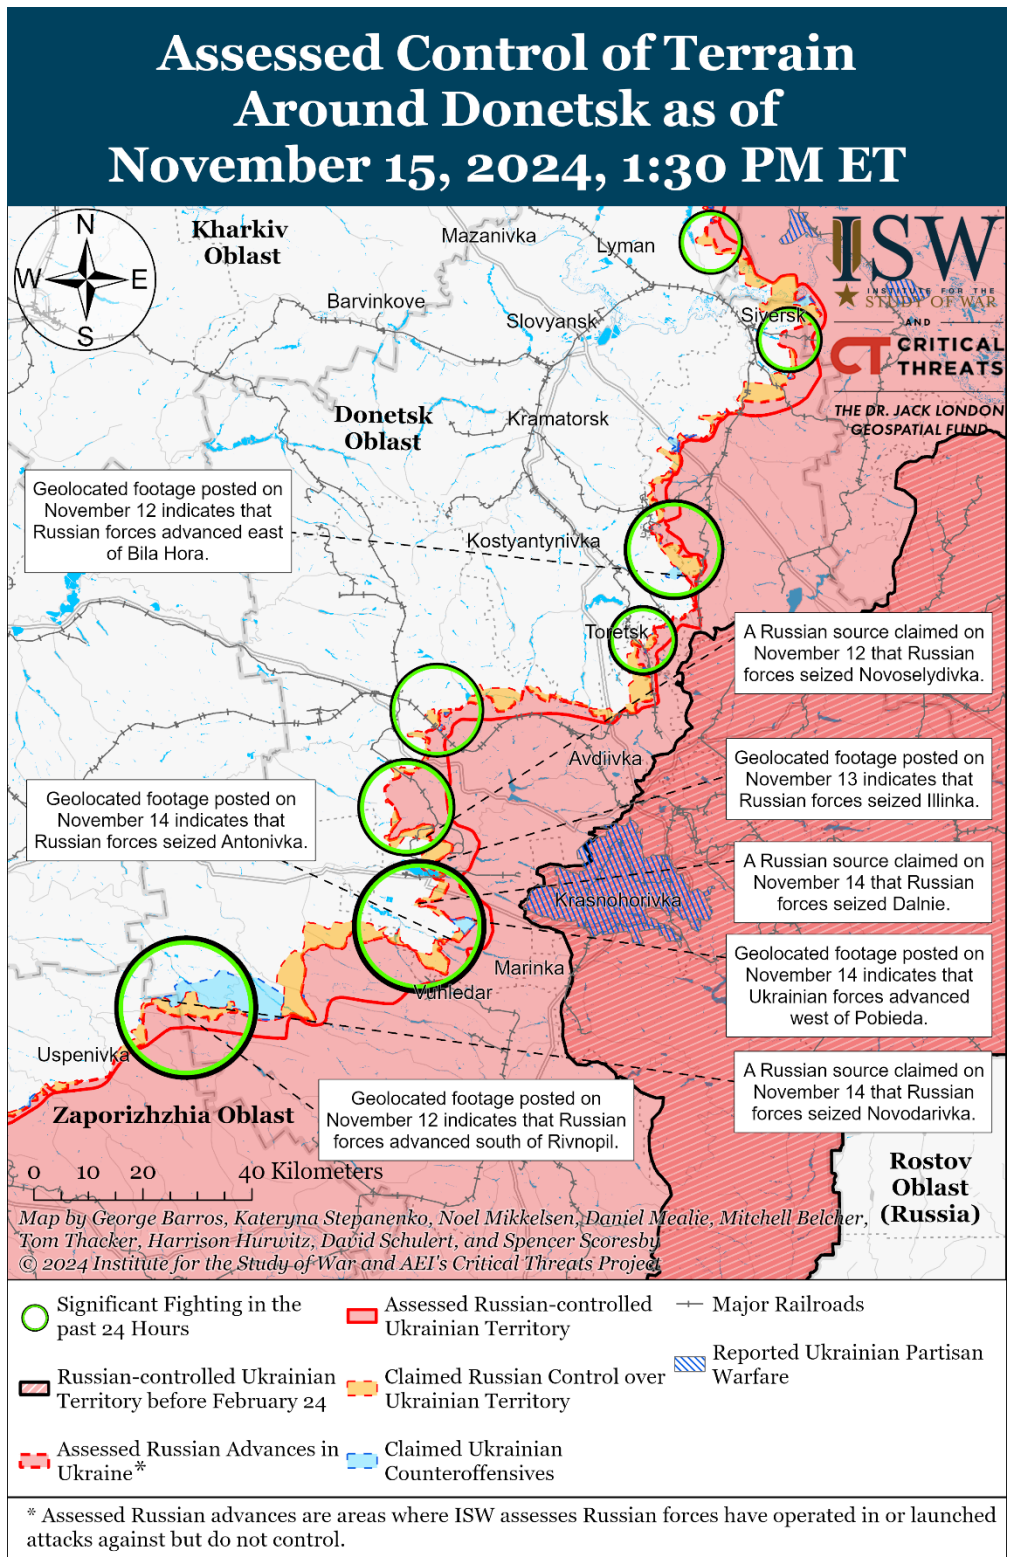 Assessed Control of Terrain
Around Donetsk as of
November 15, 2024, 1:30 PM ET
N
W
E
S
Kharkiv
Oblast
Mazanivka
Lyman
ISW
INSTITUTE FOR THE
STUDY OF WAR
AND
CT CRITICAL
THREATS
THE DR. JACK LONDON
GEOSPATIAL FUND
Barvinkove
Slovyansk
Siversk
Donetsk
Oblast
Kramatorsk
Geolocated footage posted on
November 12 indicates that
Russian forces advanced east
of Bila Hora.
Kostyantynivka
Toretsk
A Russian source claimed on
November 12 that Russian
forces seized Novoselydivka.
Avdiivka
Geolocated footage posted on
November 13 indicates that
Russian forces seized Illinka.
Geolocated footage posted on
November 14 indicates that
Russian forces seized Antonivka.
A Russian source claimed on
November 14 that Russian
forces seized Dalnie.
Krasnohorivka
Geolocated footage posted on
November 14 indicates that
Ukrainian forces advanced
west of Pobieda.
Marinka
Vuhledar
Uspenivka
A Russian source claimed on
November 14 that Russian
forces seized Novodarivka.
Geolocated footage posted on
November 12 indicates that Russian
forces advanced south of Rivnopil.
Zaporizhzhia Oblast
Rostov
Oblast
(Russia)
0 10 20 40 Kilometers
Map by George Barros, Kateryna Stepanenko, Noel Mikkelsen, Daniel Mealie, Mitchell Belcher,
Tom Thacker, Harrison Hurwitz, David Schulert, and Spencer Scoresby
© 2024 Institute for the Study of War and AEI's Critical Threats Project
Significant Fighting in the
past 24 Hours
Russian-controlled Ukrainian
Territory before February 24
Assessed Russian Advances in
Ukraine*
Assessed Russian-controlled
Ukrainian Territory
Claimed Russian Control over
Ukrainian Territory
Claimed Ukrainian
Counteroffensives
Major Railroads
Reported Ukrainian Partisan
Warfare
* Assessed Russian advances are areas where ISW assesses Russian forces have operated in or launched
attacks against but do not control.